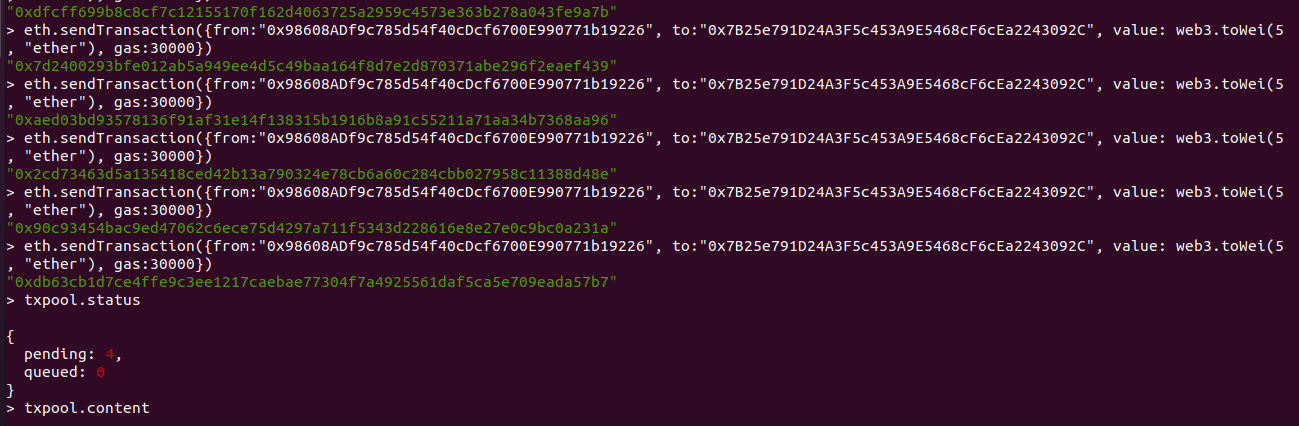 "0xdfcff699b8c8cf7c12155170f162d4063725a2959c4573e363b278a043fe9a7b"
> eth.sendTransaction({from:"0x98608ADf9c785d54f40cDcf6700E990771b19226", to:"0x7B25e791D24A3F5c453A9E5468cF6cEa2243092C", value: web3.toWei(5
, "ether"), gas:30000})
"0x7d2400293bfe012ab5a949ee4d5c49baa164f8d7e2d870371abe296f2eaef439"
> eth.sendTransaction({from:"0x98608ADf9c785d54f40cDcf6700E990771b19226", to:"0x7B25e791D24A3F5c453A9E5468cF6cEa2243092C", value: web3.toWei(5
, "ether"), gas:30000})
"0xaed03bd93578136f91af31e14f138315b1916b8a91c55211a71aa34b7368aa96"
> eth.sendTransaction({from:"0x98608ADf9c785d54f40cDcf6700E990771b19226", to:"0x7B25e791D24A3F5c453A9E5468cF6cEa2243092C", value: web3.toWei(5
, "ether"), gas:30000})
"0x2cd73463d5a135418ced42b13a790324e78cb6a60c284cbb027958c11388d48e"
> eth.sendTransaction({from:"0x98608ADf9c785d54f40cDcf6700E990771b19226", to:"0x7B25e791D24A3F5c453A9E5468cF6cEa2243092C", value: web3.toWei(5
, "ether"), gas:30000})
"0x90c93454bac9ed47062c6ece75d4297a711f5343d228616e8e27e0c9bc0a231a"
> eth.sendTransaction({from:"0x98608ADf9c785d54f40cDcf6700E990771b19226", to:"0x7B25e791D24A3F5c453A9E5468cF6cEa2243092C", value: web3.toWei(5
, "ether"), gas:30000})
"0xdb63cb1d7ce4ffe9c3ee1217caebae77304f7a4925561daf5ca5e709eada57b7"
> txpool.status
{
  pending: 4,
  queued: 0
}
> txpool.content